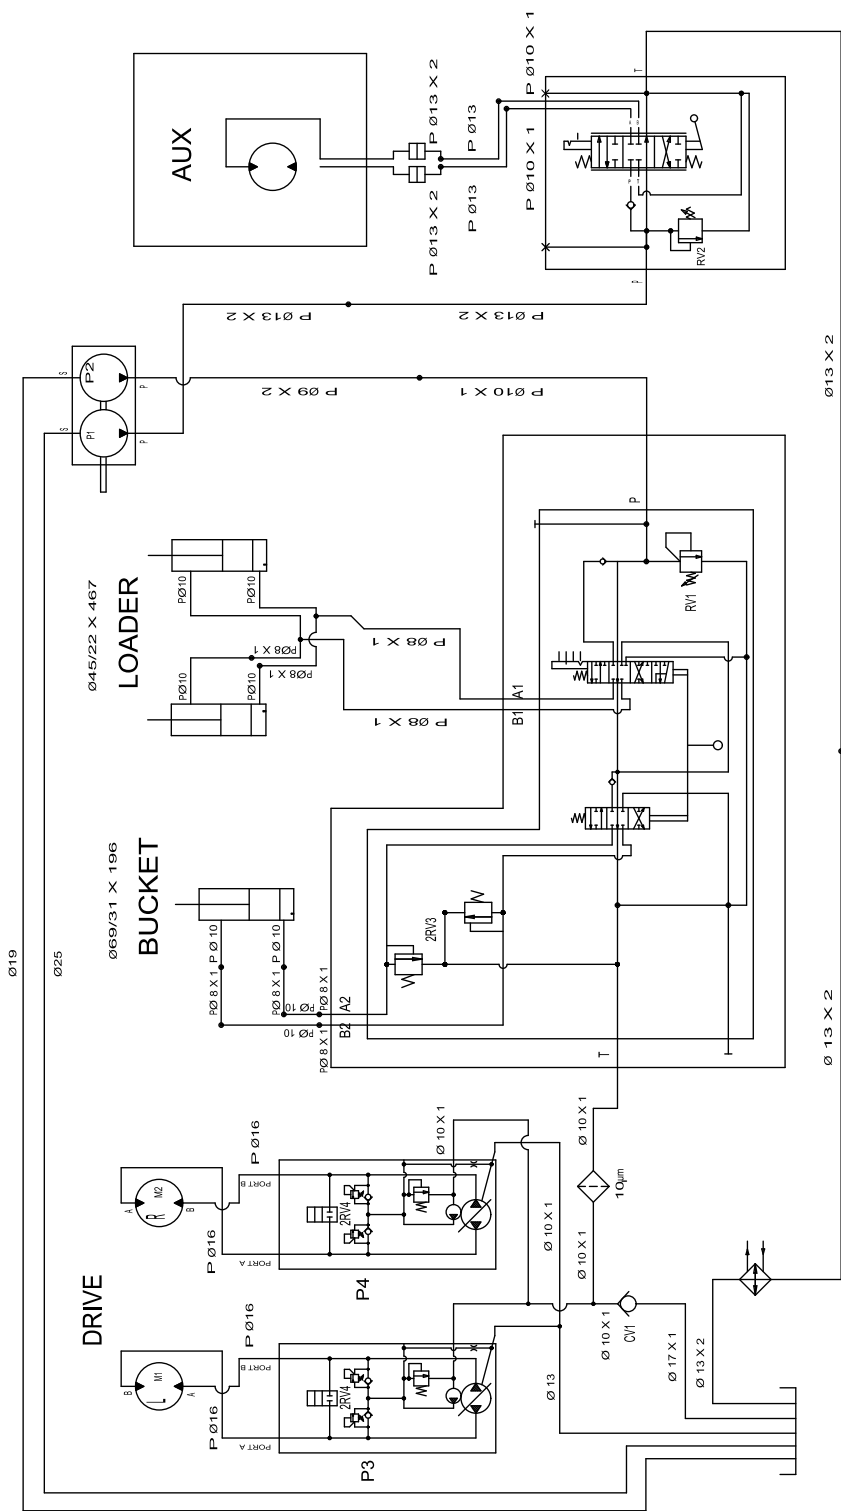 AUX
P Ø13 X 2
P Ø13
P Ø10 X 1
T
P Ø13 X 2
P Ø13
P Ø10 X 1
RV2
P
P T
P Ø13 X 2
P Ø13 X 2
Ø13 X 2
S
P2
P
S
P1
P
P Ø9 X 2
P Ø10 X 1
Ø45/22 X 467
LOADER
PØ10
PØ10
PØ10
PØ10
PØ8 X 1
PØ8 X 1
P Ø8 X 1
P Ø8 X 1
A1
B1
P
RV1
Ø69/31 X 196
BUCKET
P Ø 10
PØ 8 X 1
P Ø 10
PØ 8 X 1
PØ 10
PØ 10
PØ 8 X 1
PØ 8 X 1
A2
B2
2RV3
T
Ø19
Ø25
Ø 13 X 2
DRIVE
A
M2
R
B
P Ø16
P Ø16
PORT B
PORT A
2RV4
P4
Ø 10 X 1
Ø 10 X 1
Ø 10 X 1
10µm
Ø 10 X 1
B
M1
L
A
P Ø16
P Ø16
PORT B
PORT A
2RV4
P3
Ø 13
Ø 10 X 1
CV1
Ø 17 X 1
Ø 13 X 2